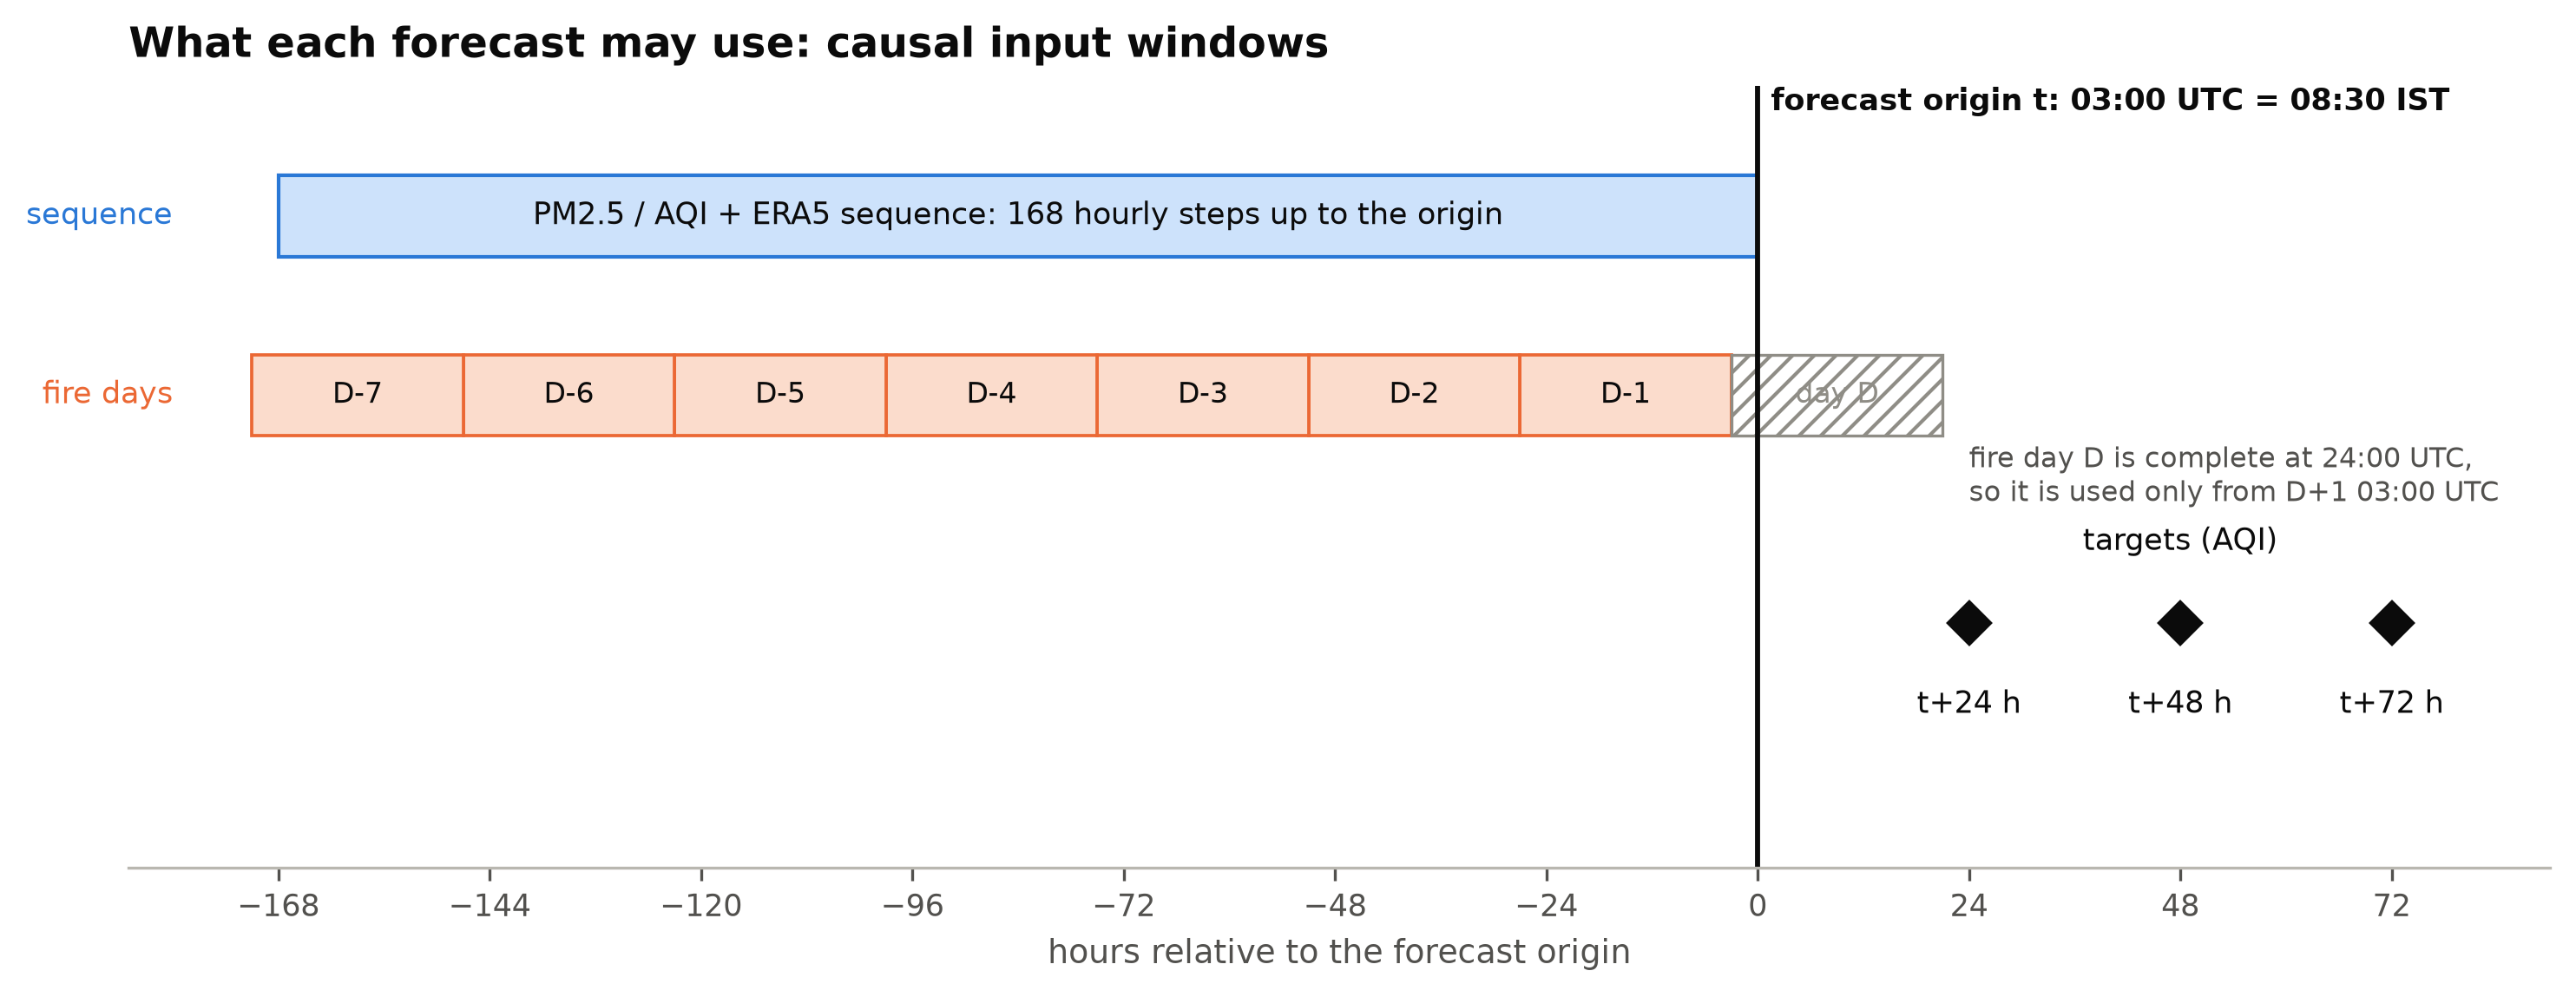 What each forecast may use: causal input windows
forecast origin t: 03:00 UTC = 08:30 IST
sequence
PM2.5 / AQI + ERA5 sequence: 168 hourly steps up to the origin
fire days
D-7
D-6
D-5
D-4
D-3
D-2
D-1
day D
fire day D is complete at 24:00 UTC,
so it is used only from D+1 03:00 UTC
targets (AQI)
t+24 h
t+48 h
t+72 h
−168
−144
−120
−96
−72
−48
−24
0
24
48
72
hours relative to the forecast origin